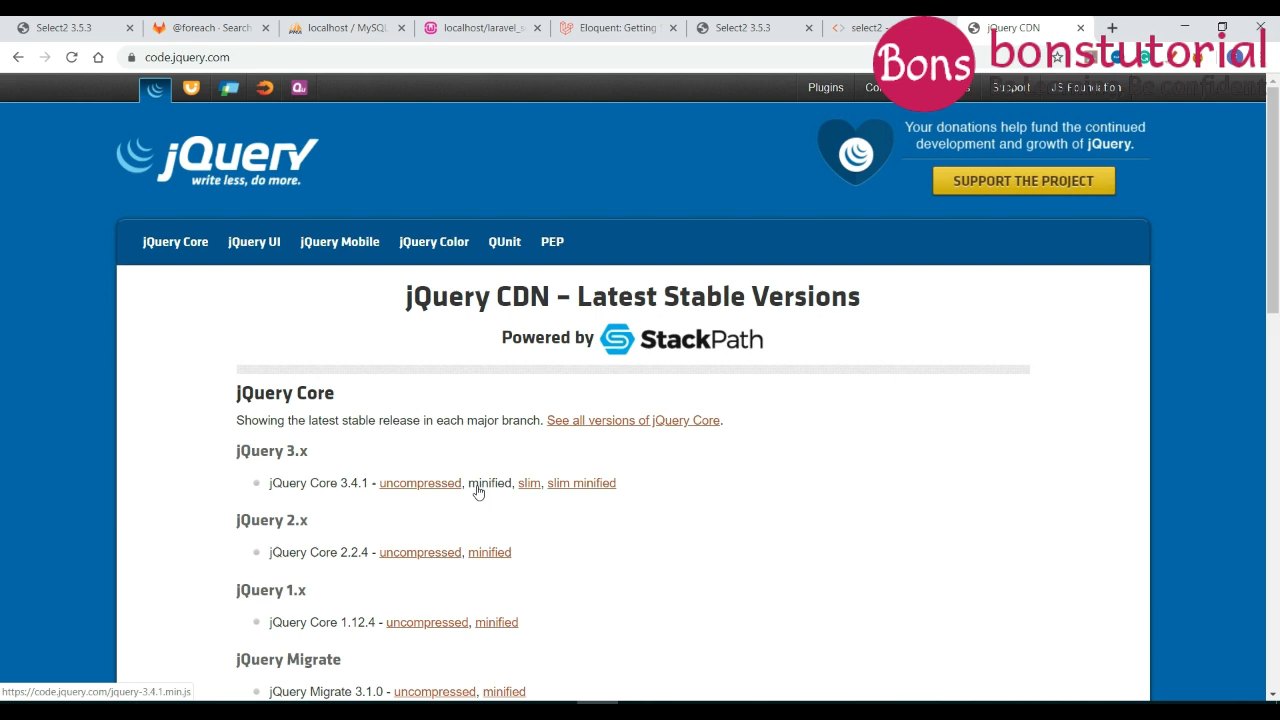 Select2 3.5.3
@foreach - Search
localhost / MySQL
localhost/laravel_s
Eloquent: Getting
Select2 3.5.3
select2 -
jQuery CDN
Bons
bonstutorial
code.jquery.com
Plugins
Support
JS Foundation
jQuery
write less, do more.
Your donations help fund the continued
development and growth of jQuery.
SUPPORT THE PROJECT
jQuery Core
jQuery UI
jQuery Mobile
jQuery Color
QUnit
PEP
jQuery CDN – Latest Stable Versions
Powered by StackPath
jQuery Core
Showing the latest stable release in each major branch. See all versions of jQuery Core.
jQuery 3.x
jQuery Core 3.4.1 - uncompressed, minified, slim, slim minified
jQuery 2.x
jQuery Core 2.2.4 - uncompressed, minified
jQuery 1.x
jQuery Core 1.12.4 - uncompressed, minified
jQuery Migrate
jQuery Migrate 3.1.0 - uncompressed, minified
https://code.jquery.com/jquery-3.4.1.min.js